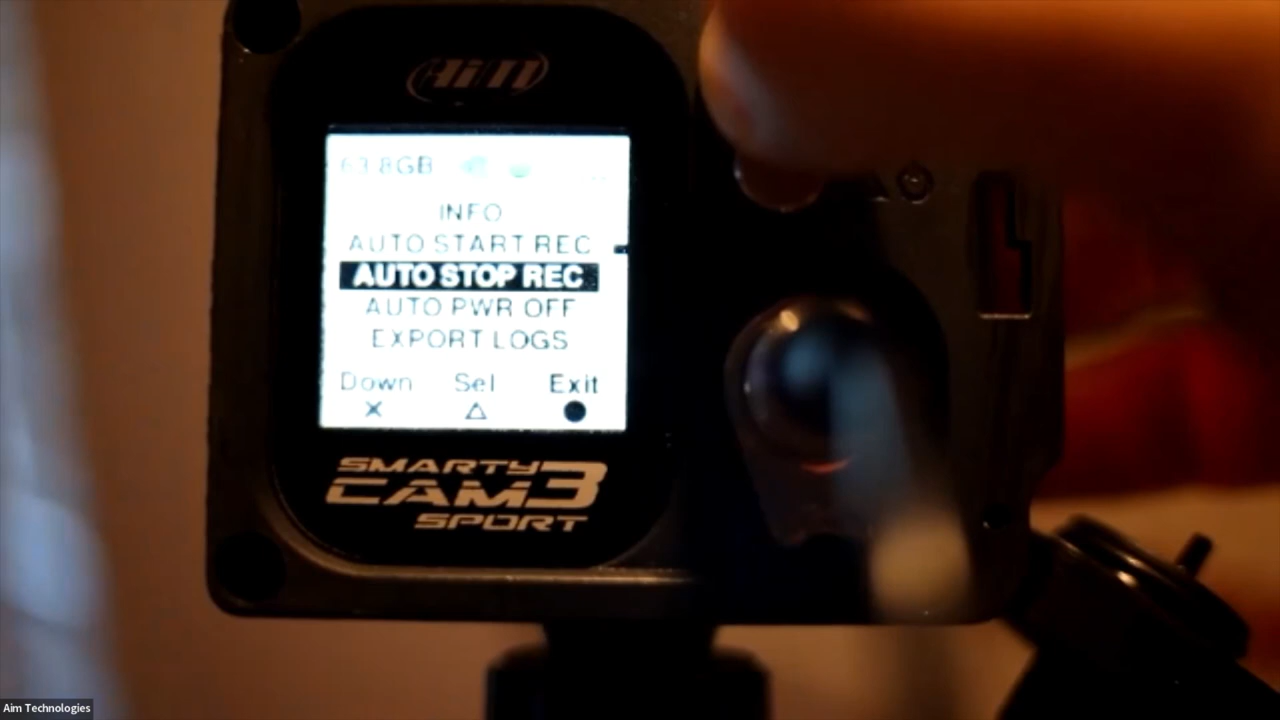 AiM
63.8GB
INFO
AUTO START REC
AUTO STOP REC
AUTO PWR OFF
EXPORT LOGS
Down Sel Exit
SMARTY
CAM3
SPORT
Aim Technologies